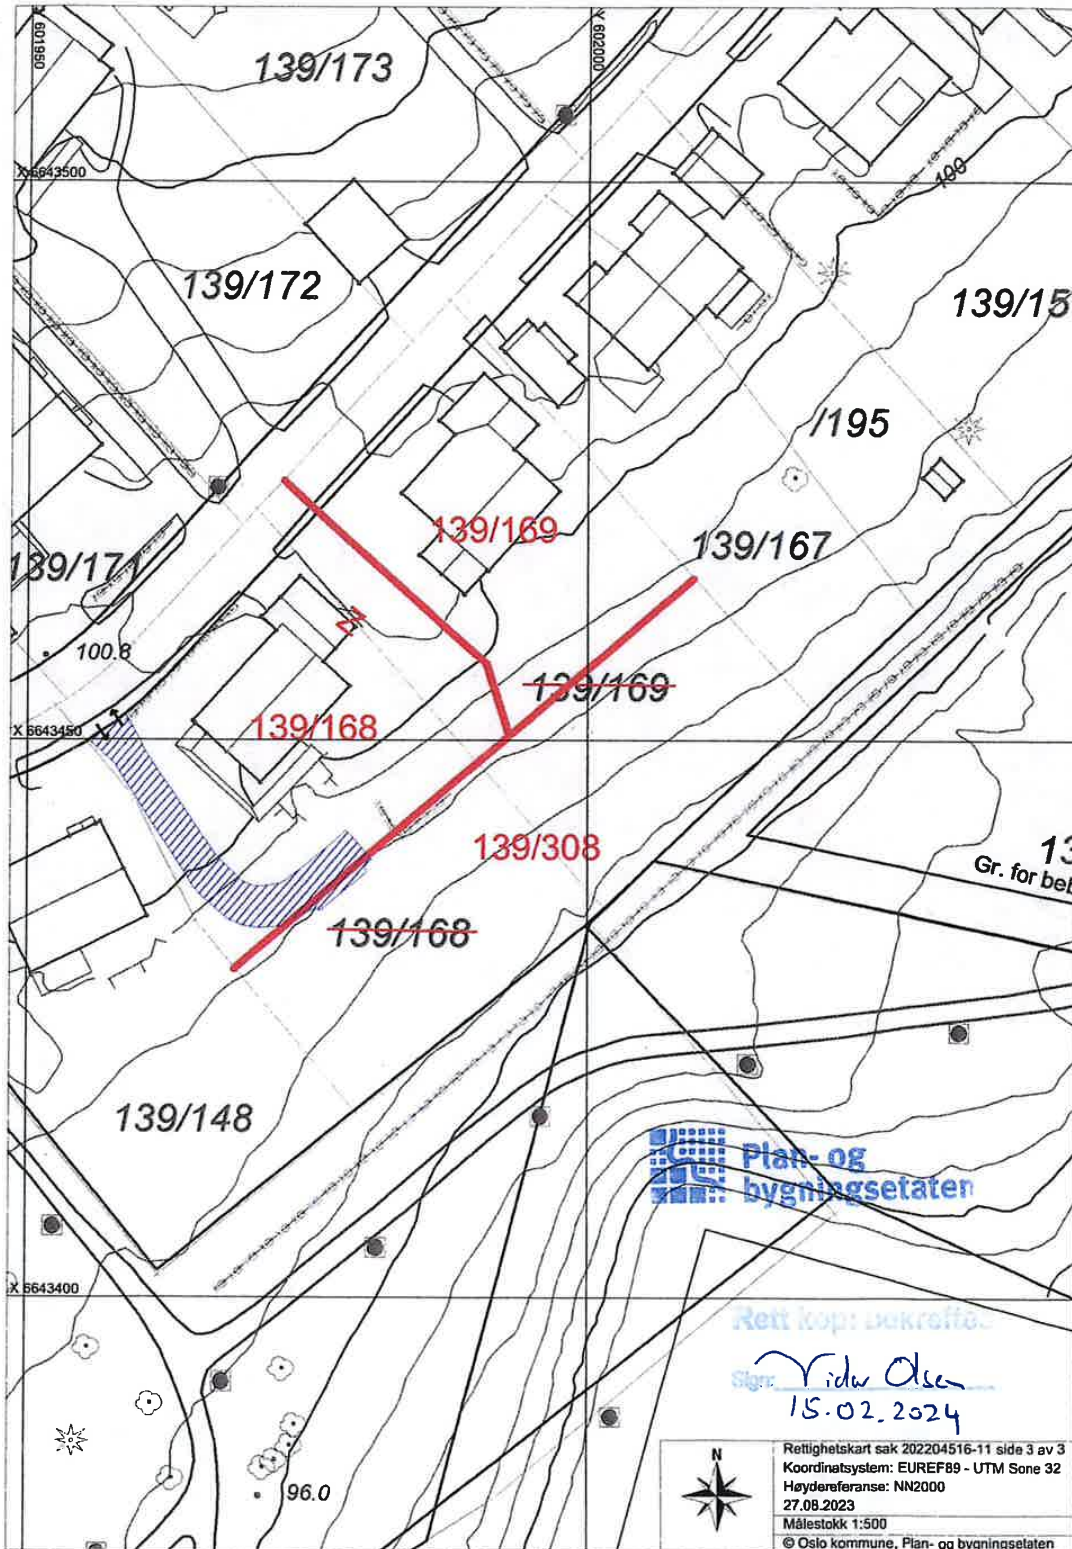 Y 601950
Y 602000
139/173
X 6643500
100
139/172
139/15
/195
139/169
139/167
139/171
100.8
139/169
X 6643450
139/168
139/308
13
Gr. for beb
139/168
139/148
Plan- og
bygningsetaten
X 6643400
Rett kopi bekreftes
Sign: Vidar Olsen
15.02.2024
96.0
N
Rettighetskart sak 202204516-11 side 3 av 3
Koordinatsystem: EUREF89 - UTM Sone 32
Høydereferanse: NN2000
27.08.2023
Målestokk 1:500
© Oslo kommune, Plan- og bygningsetaten